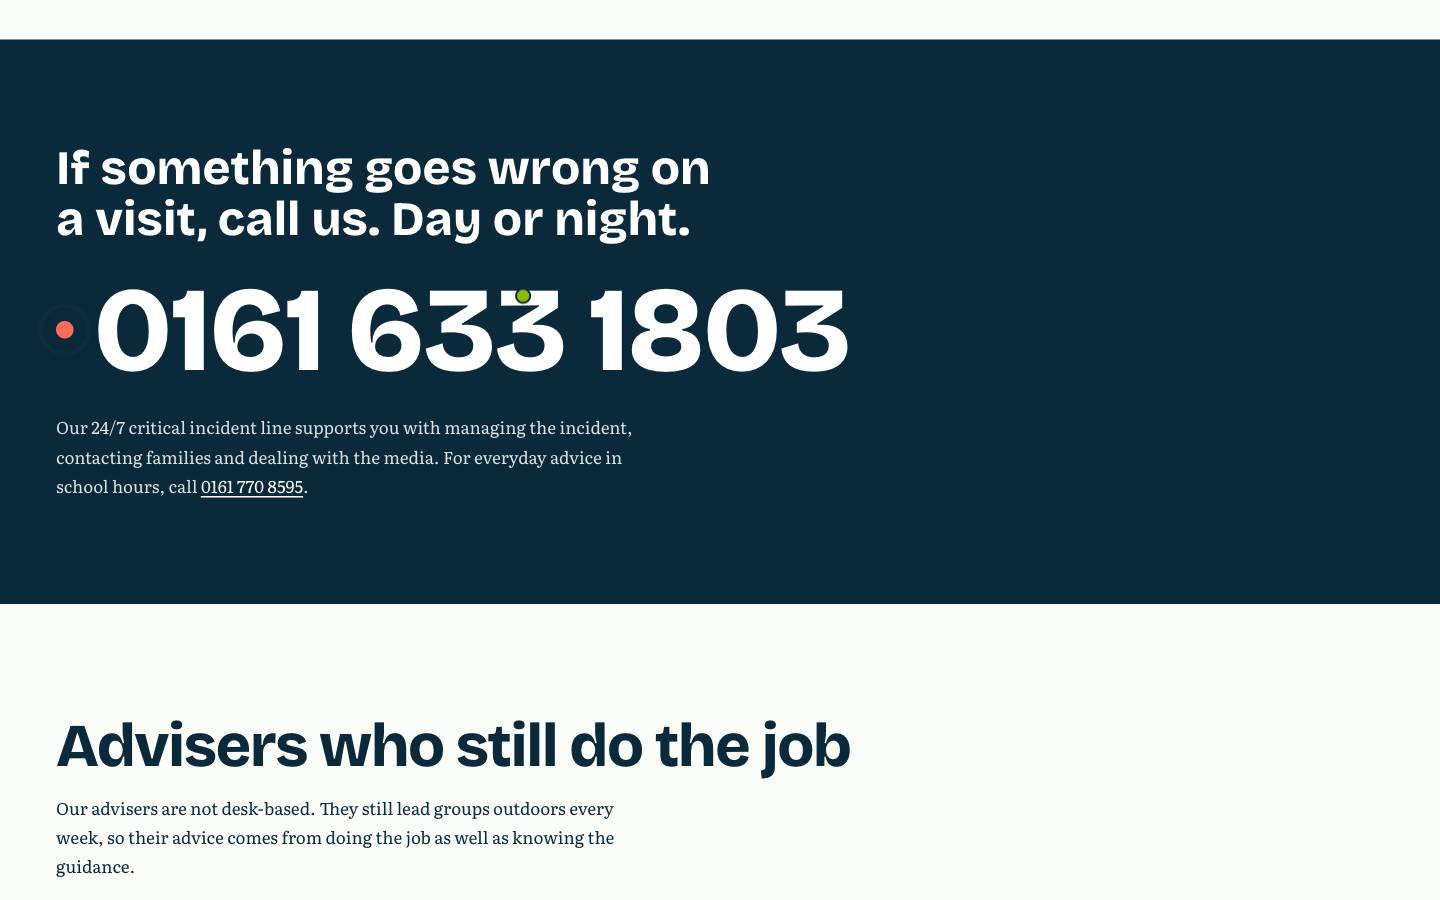 If something goes wrong on
a visit, call us. Day or night.
0161 633 1803
Our 24/7 critical incident line supports you with managing the incident,
contacting families and dealing with the media. For everyday advice in
school hours, call 0161 770 8595.
Advisers who still do the job
Our advisers are not desk-based. They still lead groups outdoors every
week, so their advice comes from doing the job as well as knowing the
guidance.